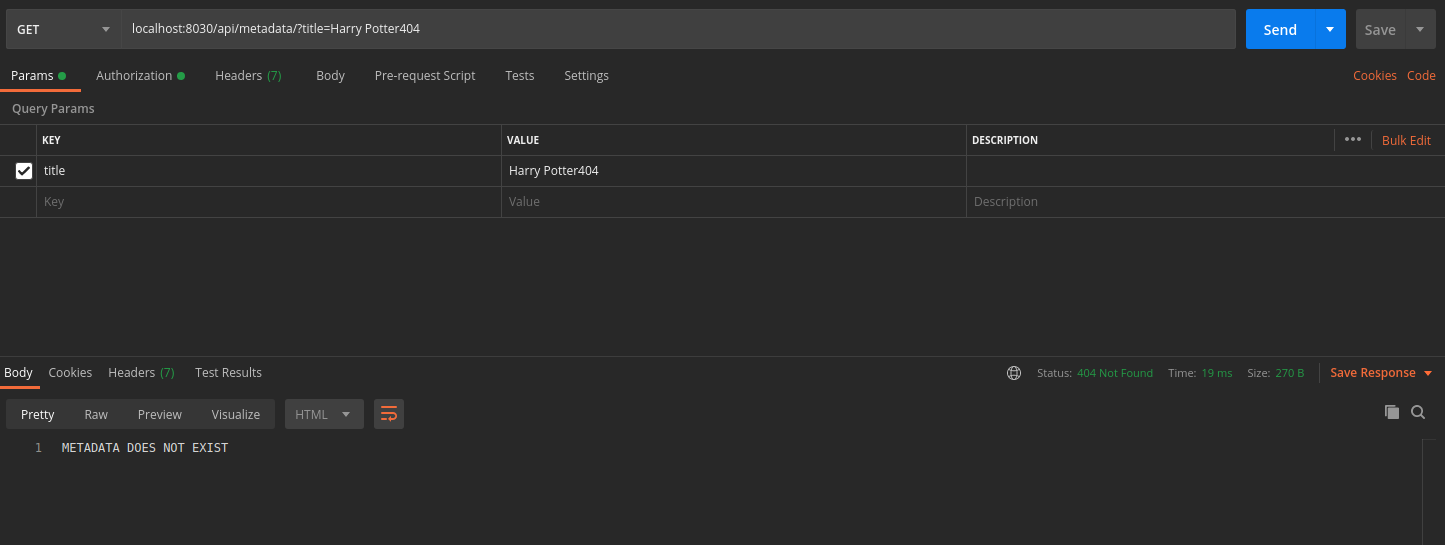 GET localhost:8030/api/metadata/?title=Harry Potter404 Send Save
Params Authorization Headers (7) Body Pre-request Script Tests Settings Cookies Code
Query Params
KEY VALUE DESCRIPTION ••• Bulk Edit
title Harry Potter404
Key Value Description
Body Cookies Headers (7) Test Results Status: 404 Not Found Time: 19 ms Size: 270 B Save Response
Pretty Raw Preview Visualize HTML
1 METADATA DOES NOT EXIST